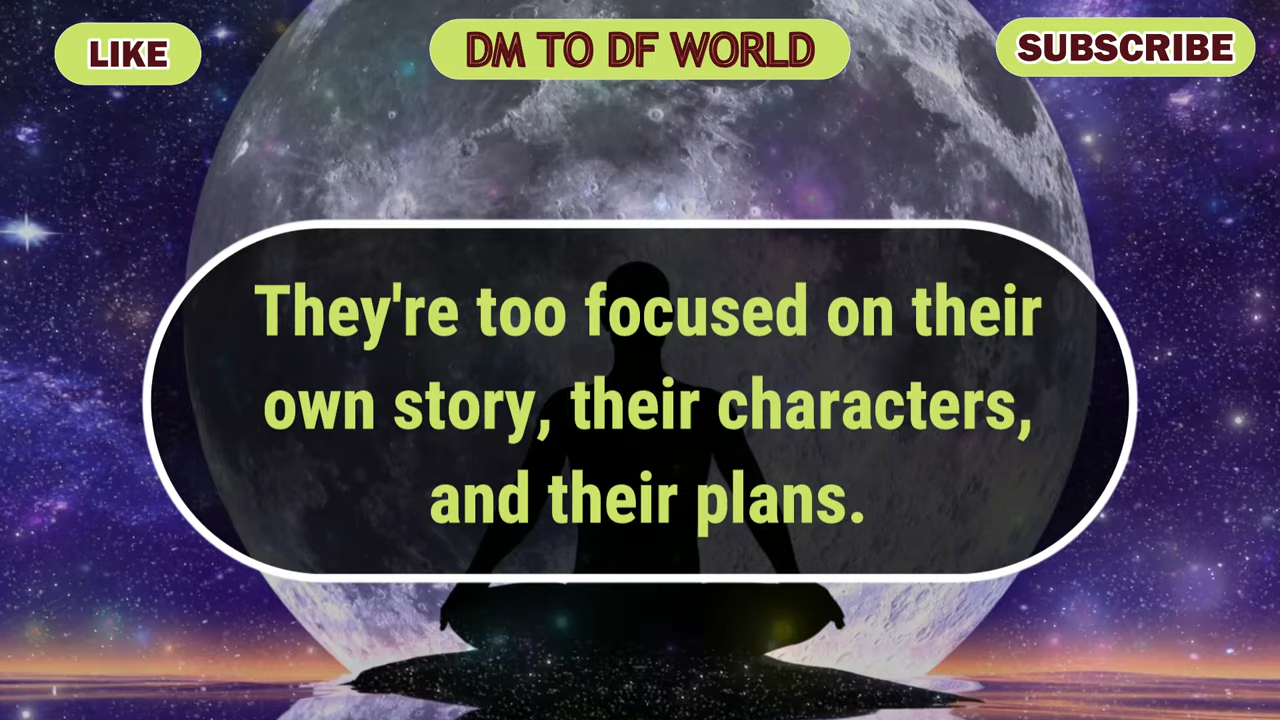 LIKE
DM TO DF WORLD
SUBSCRIBE
They're too focused on their
own story, their characters,
and their plans.